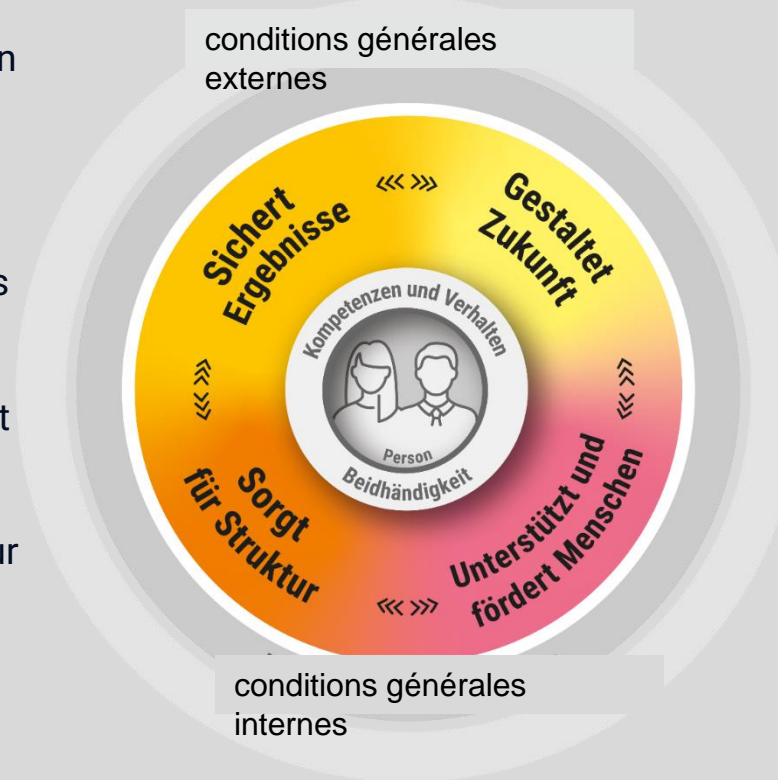 conditions générales
externes
Sichert
Ergebnisse
Gestaltet
Zukunft
Kompetenzen und Verhalten
Person
Beidhändigkeit
Sorgt
für Struktur
Unterstützt und
fördert Menschen
conditions générales
internes